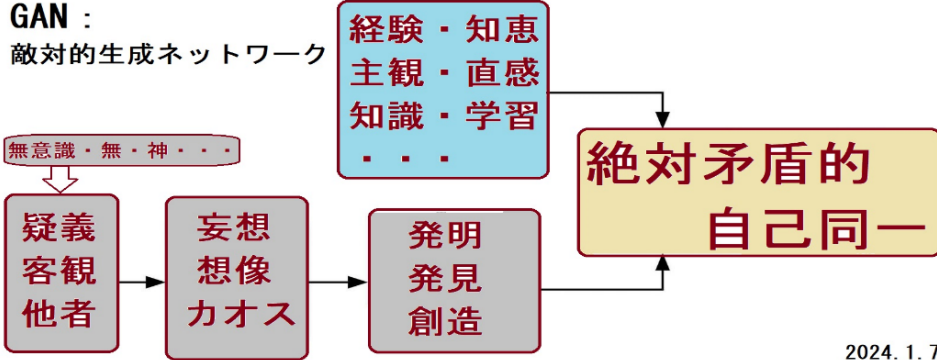 GAN :
敵対的生成ネットワーク
経験・知恵
主観・直感
知識・学習
・・・
無意識・無・神・・・
疑義
客観
他者
妄想
想像
カオス
発明
発見
創造
絶対矛盾的
自己同一
2024.1.7